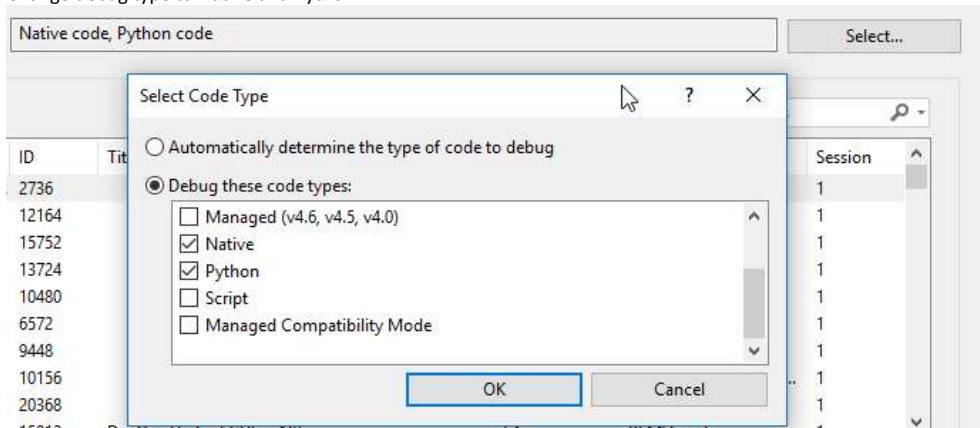 Native code, Python code Select...
Select Code Type ? X
ID Tit Session
Automatically determine the type of code to debug
2736 1
Debug these code types:
12164 1
Managed (v4.6, v4.5, v4.0)
15752 1
Native
13724 1
Python
10480 1
Script
6572 1
Managed Compatibility Mode
9448 1
10156 .. 1
OK Cancel
20368 1